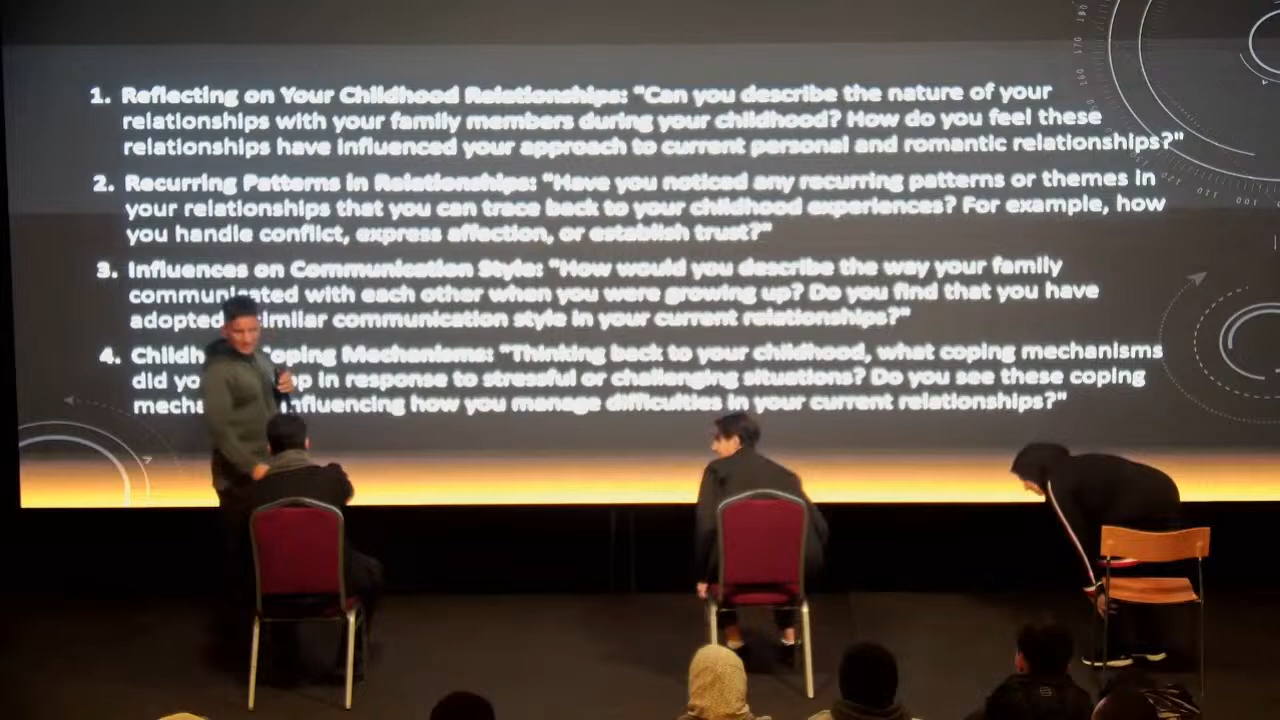 1. Reflecting on Your Childhood Relationships: "Can you describe the nature of your
relationships with your family members during your childhood? How do you feel these
relationships have influenced your approach to current personal and romantic relationships?"
2. Recurring Patterns in Relationships: "Have you noticed any recurring patterns or themes in
your relationships that you can trace back to your childhood experiences? For example, how
you handle conflict, express affection, or establish trust?"
3. Influences on Communication Style: "How would you describe the way your family
communicated with each other when you were growing up? Do you find that you have
adopted similar communication style in your current relationships?"
4. Coping Mechanisms: "Thinking back to your childhood, what coping mechanisms
did in response to stressful or challenging situations? Do you see these coping
influencing how you manage difficulties in your current relationships?"
180
170
160
120
110
100